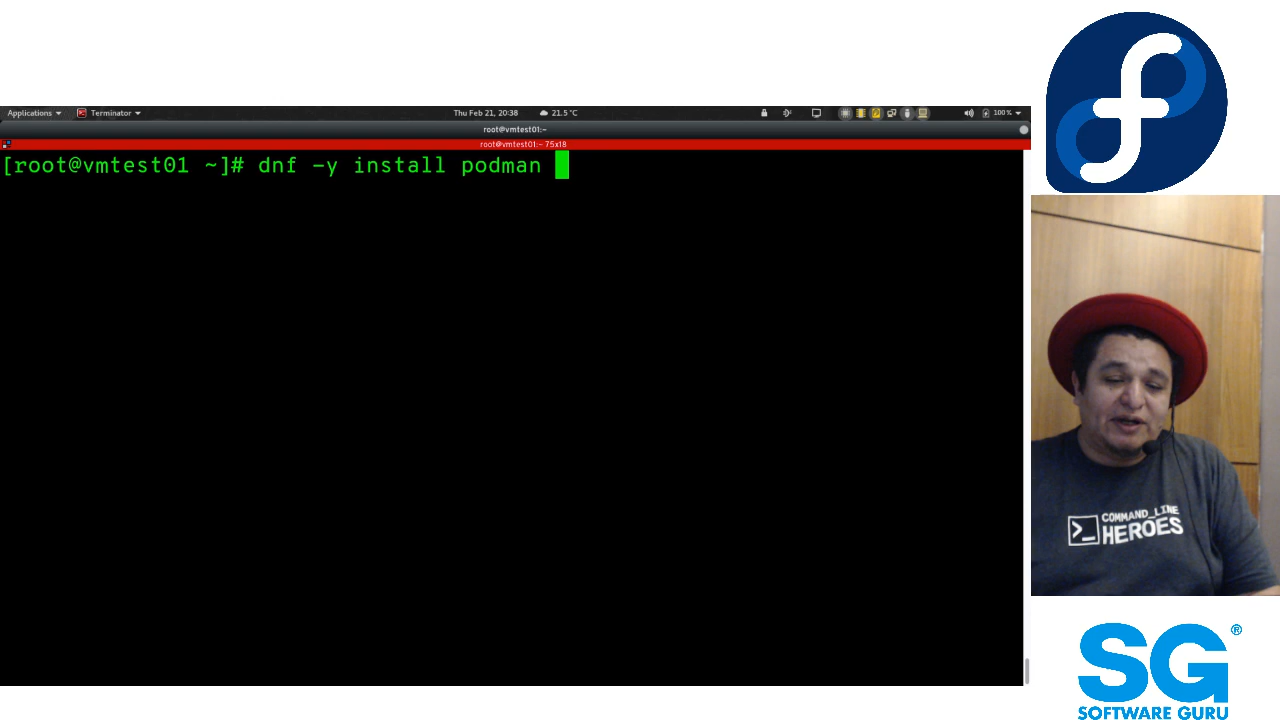 Applications
Terminator
Thu Feb 21, 20:38
21.5 °C
100 %
root@vmtest01:~
root@vmtest01:~ 75x18
[root@vmtest01 ~]# dnf -y install podman
COMMAND_LINE
HEROES
SG®
SOFTWARE GURU